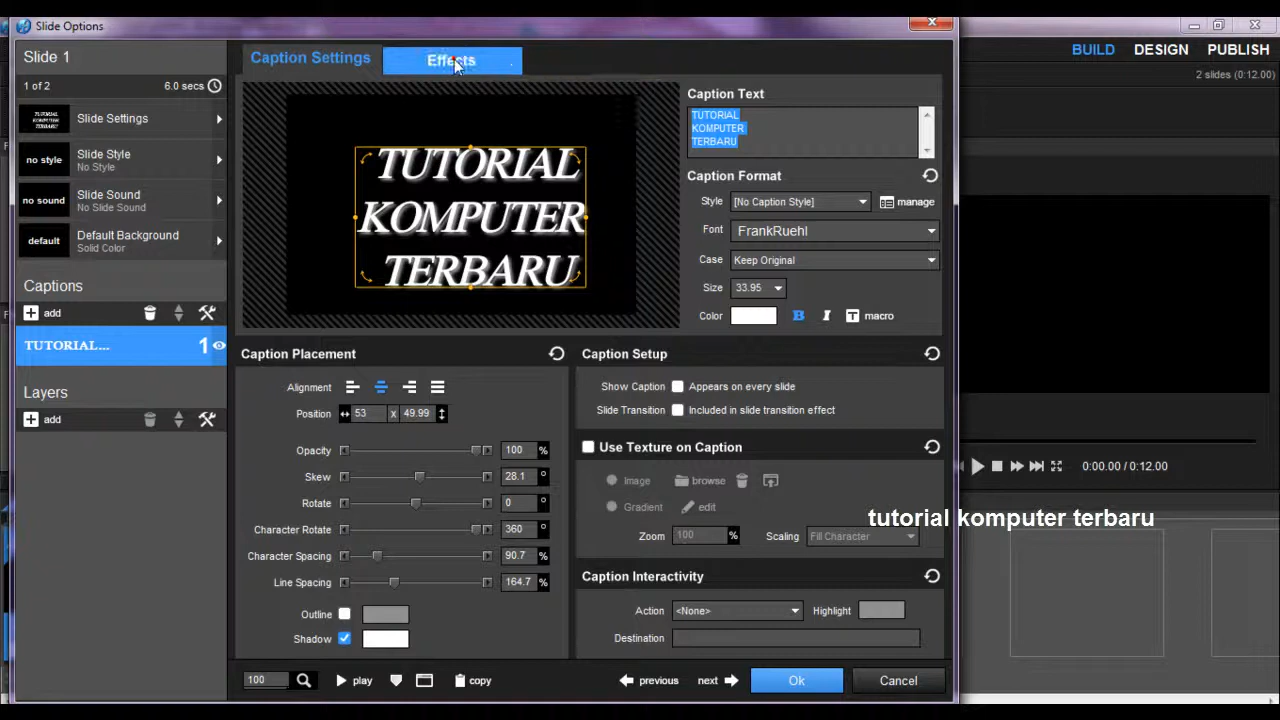 Slide Options
BUILD DESIGN PUBLISH
2 slides (0:12.00)
Slide 1
1 of 2 6.0 secs
TUTORIAL
KOMPUTER
TERBARU
Slide Settings
no style
Slide Style
No Style
no sound
Slide Sound
No Slide Sound
default
Default Background
Solid Color
Captions
add
TUTORIAL... 1
Layers
add
Caption Settings Effects
TUTORIAL
KOMPUTER
TERBARU
Caption Text
TUTORIAL
KOMPUTER
TERBARU
Caption Format
Style [No Caption Style] manage
Font FrankRuehl
Case Keep Original
Size 33.95
Color B I T macro
Caption Placement
Alignment
Position 53 x 49.99
Opacity 100 %
Skew 28.1 °
Rotate 0 °
Character Rotate 360 °
Character Spacing 90.7 %
Line Spacing 164.7 %
Outline
Shadow
Caption Setup
Show Caption Appears on every slide
Slide Transition Included in slide transition effect
Use Texture on Caption
Image browse
Gradient edit
Zoom 100 % Scaling Fill Character
Caption Interactivity
Action <None> Highlight
Destination
100 play copy previous next Ok Cancel
0:00.00 / 0:12.00
tutorial komputer terbaru